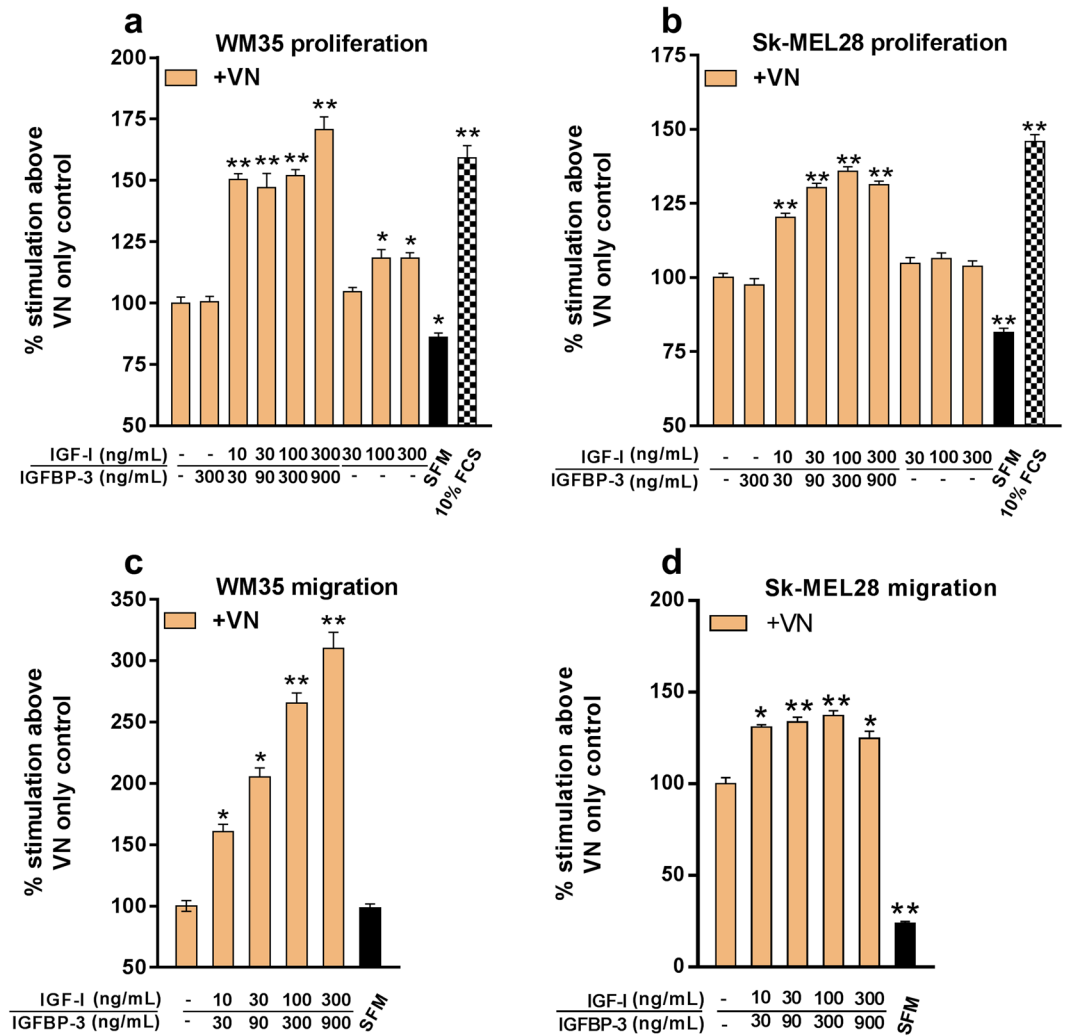 a
WM35 proliferation
+VN
% stimulation above
VN only control
200
175
150
125
100
75
50
** ** ** ** * * * **
IGF-I (ng/mL) - - 10 30 100 300 30 100 300
IGFBP-3 (ng/mL) - 300 30 90 300 900 - - -
SFM
10% FCS
b
Sk-MEL28 proliferation
+VN
% stimulation above
VN only control
175
150
125
100
75
50
** ** ** ** ** **
IGF-I (ng/mL) - - 10 30 100 300 30 100 300
IGFBP-3 (ng/mL) - 300 30 90 300 900 - - -
SFM
10% FCS
c
WM35 migration
+VN
% stimulation above
VN only control
350
300
250
200
150
100
50
* * ** **
IGF-I (ng/mL) - 10 30 100 300
IGFBP-3 (ng/mL) - 30 90 300 900
SFM
d
Sk-MEL28 migration
+VN
% stimulation above
VN only control
200
150
100
50
0
* ** ** * **
IGF-I (ng/mL) - 10 30 100 300
IGFBP-3 (ng/mL) - 30 90 300 900
SFM